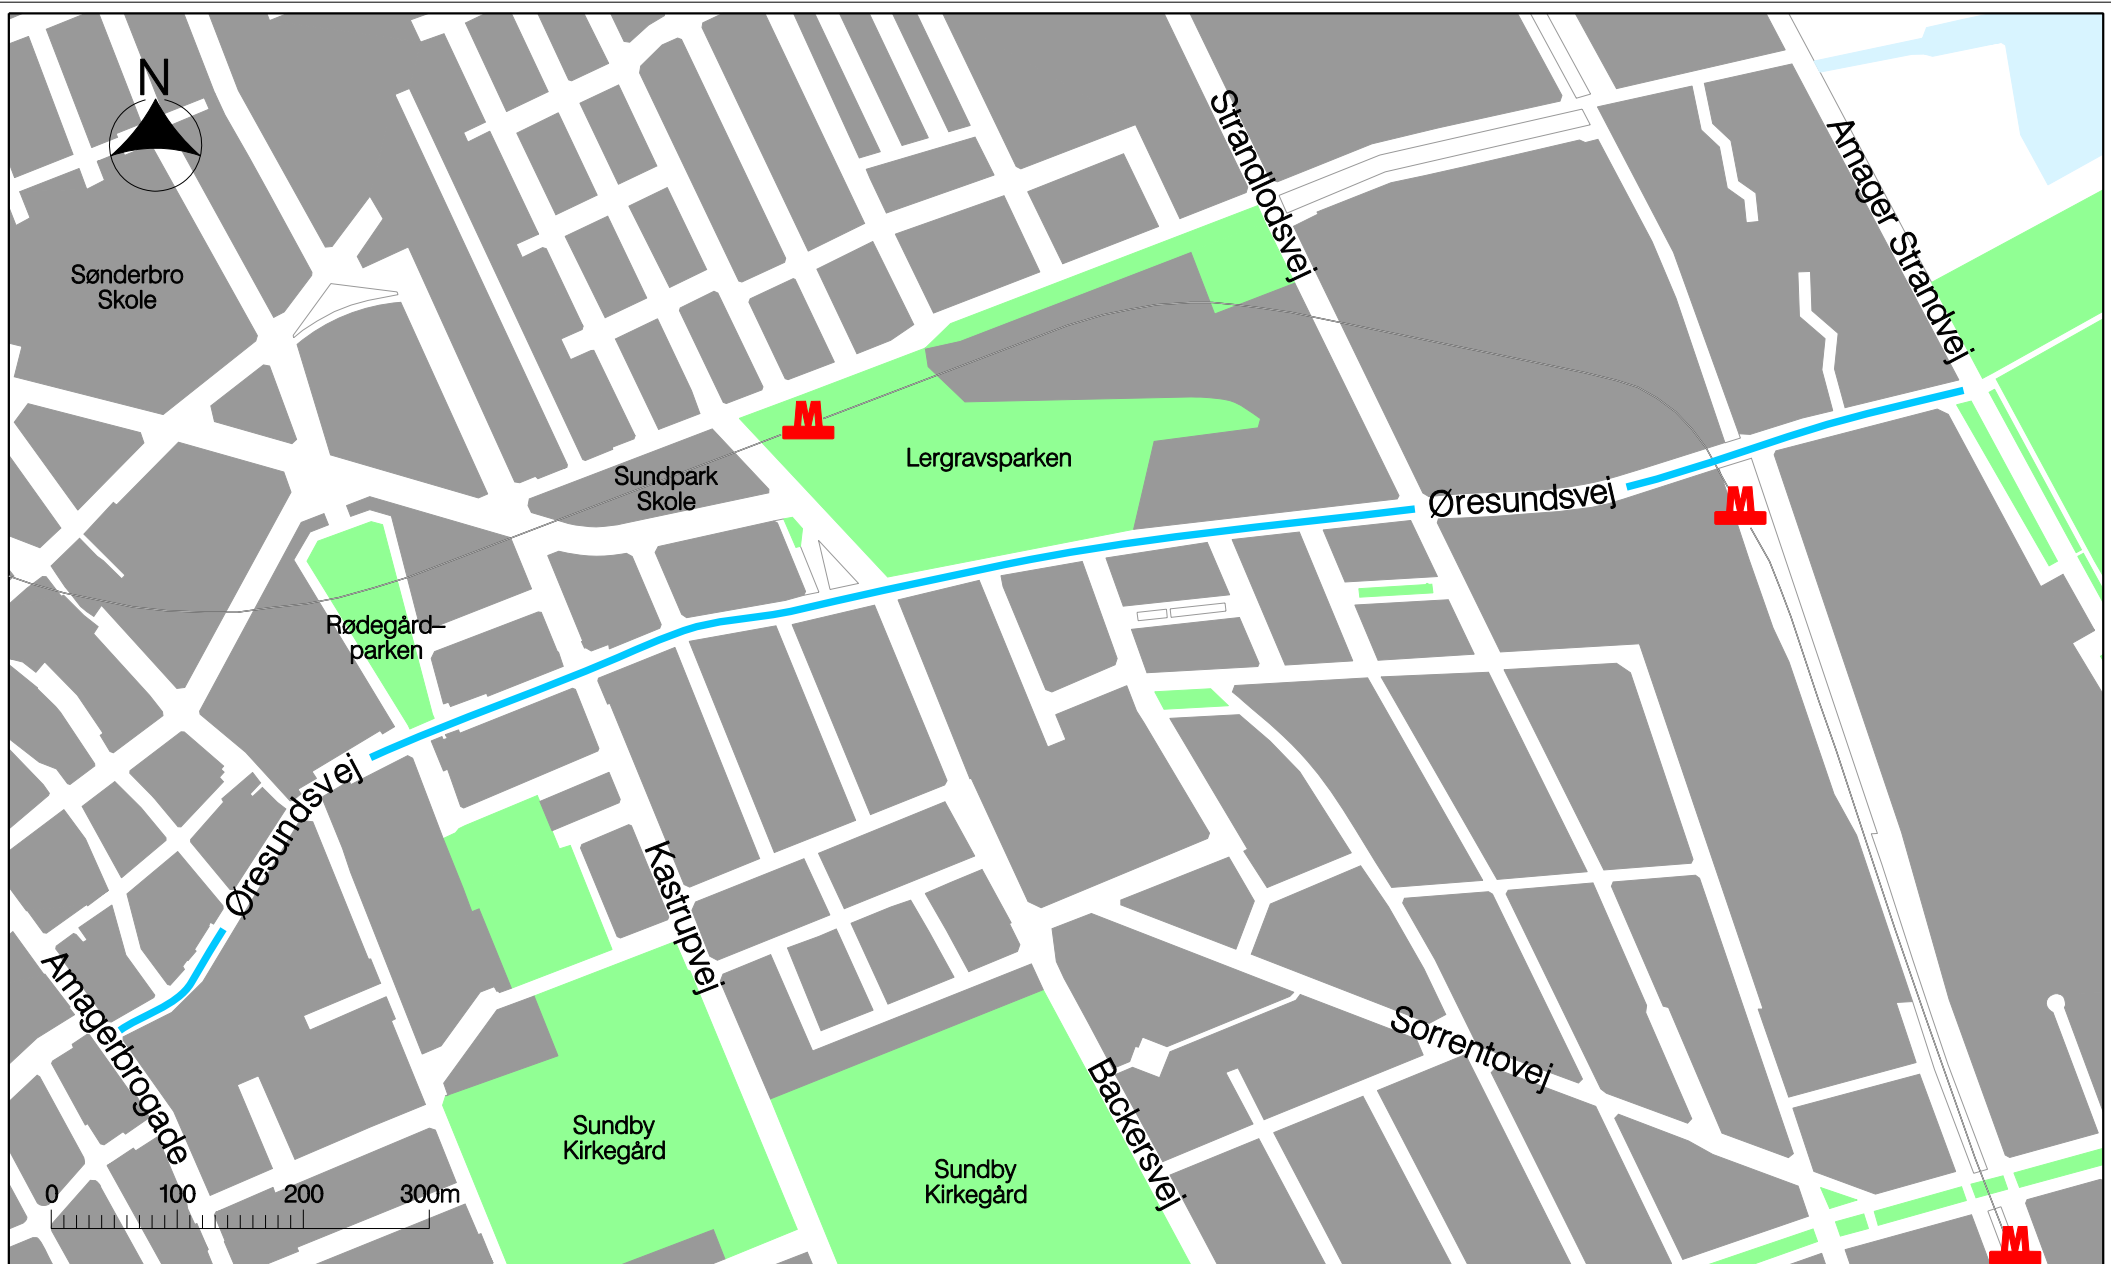 N
Strandlodsvej
Amager Strandvej
Sønderbro
Skole
M
Lergravsparken
Sundpark
Skole
Øresundsvej
M
Rødegård–
parken
Øresundsvej
Kastrupvej
Amagerbrogade
Sorrentovej
Backersvej
Sundby
Kirkegård
Sundby
Kirkegård
0 100 200 300m
M